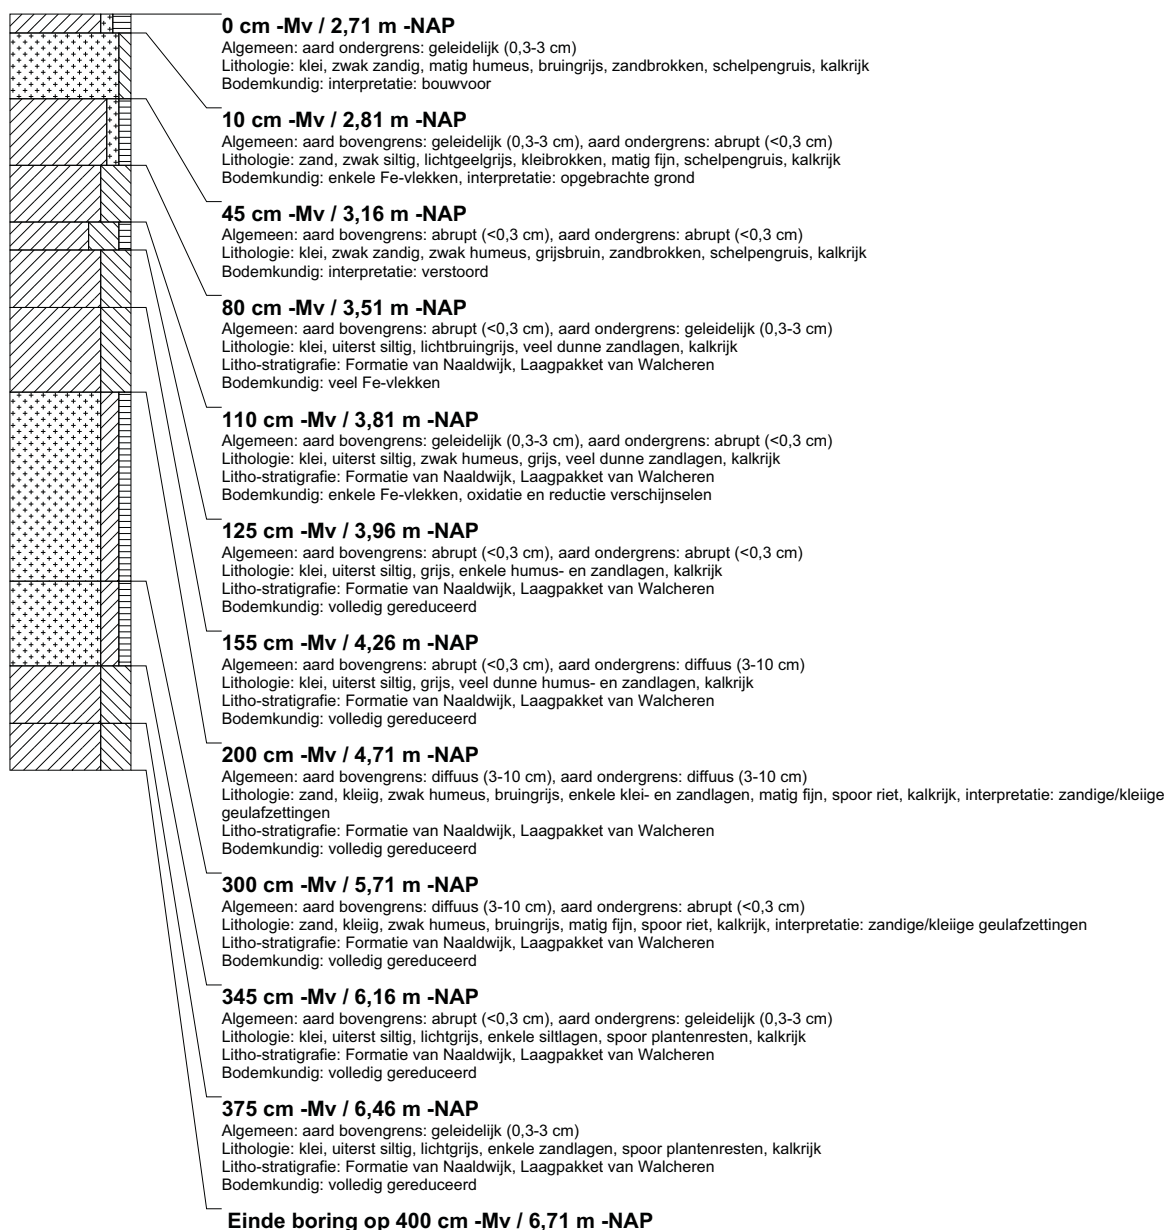 0 cm -Mv / 2,71 m -NAP
Algemeen: aard ondergrens: geleidelijk (0,3-3 cm)
Lithologie: klei, zwak zandig, matig humeus, bruingrijs, zandbrokken, schelpengruis, kalkrijk
Bodemkundig: interpretatie: bouwvoor
10 cm -Mv / 2,81 m -NAP
Algemeen: aard bovengrens: geleidelijk (0,3-3 cm), aard ondergrens: abrupt (<0,3 cm)
Lithologie: zand, zwak siltig, lichtgeelgrijs, kleibrokken, matig fijn, schelpengruis, kalkrijk
Bodemkundig: enkele Fe-vlekken, interpretatie: opgebrachte grond
45 cm -Mv / 3,16 m -NAP
Algemeen: aard bovengrens: abrupt (<0,3 cm), aard ondergrens: abrupt (<0,3 cm)
Lithologie: klei, zwak zandig, zwak humeus, grijsbruin, zandbrokken, schelpengruis, kalkrijk
Bodemkundig: interpretatie: verstoord
80 cm -Mv / 3,51 m -NAP
Algemeen: aard bovengrens: abrupt (<0,3 cm), aard ondergrens: geleidelijk (0,3-3 cm)
Lithologie: klei, uiterst siltig, lichtbruingrijs, veel dunne zandlagen, kalkrijk
Litho-stratigrafie: Formatie van Naaldwijk, Laagpakket van Walcheren
Bodemkundig: veel Fe-vlekken
110 cm -Mv / 3,81 m -NAP
Algemeen: aard bovengrens: geleidelijk (0,3-3 cm), aard ondergrens: abrupt (<0,3 cm)
Lithologie: klei, uiterst siltig, zwak humeus, grijs, veel dunne zandlagen, kalkrijk
Litho-stratigrafie: Formatie van Naaldwijk, Laagpakket van Walcheren
Bodemkundig: enkele Fe-vlekken, oxidatie en reductie verschijnselen
125 cm -Mv / 3,96 m -NAP
Algemeen: aard bovengrens: abrupt (<0,3 cm), aard ondergrens: abrupt (<0,3 cm)
Lithologie: klei, uiterst siltig, grijs, enkele humus- en zandlagen, kalkrijk
Litho-stratigrafie: Formatie van Naaldwijk, Laagpakket van Walcheren
Bodemkundig: volledig gereduceerd
155 cm -Mv / 4,26 m -NAP
Algemeen: aard bovengrens: abrupt (<0,3 cm), aard ondergrens: diffuus (3-10 cm)
Lithologie: klei, uiterst siltig, grijs, veel dunne humus- en zandlagen, kalkrijk
Litho-stratigrafie: Formatie van Naaldwijk, Laagpakket van Walcheren
Bodemkundig: volledig gereduceerd
200 cm -Mv / 4,71 m -NAP
Algemeen: aard bovengrens: diffuus (3-10 cm), aard ondergrens: diffuus (3-10 cm)
Lithologie: zand, kleiig, zwak humeus, bruingrijs, enkele klei- en zandlagen, matig fijn, spoor riet, kalkrijk, interpretatie: zandige/kleiige
geulafzettingen
Litho-stratigrafie: Formatie van Naaldwijk, Laagpakket van Walcheren
Bodemkundig: volledig gereduceerd
300 cm -Mv / 5,71 m -NAP
Algemeen: aard bovengrens: diffuus (3-10 cm), aard ondergrens: abrupt (<0,3 cm)
Lithologie: zand, kleiig, zwak humeus, bruingrijs, matig fijn, spoor riet, kalkrijk, interpretatie: zandige/kleiige geulafzettingen
Litho-stratigrafie: Formatie van Naaldwijk, Laagpakket van Walcheren
Bodemkundig: volledig gereduceerd
345 cm -Mv / 6,16 m -NAP
Algemeen: aard bovengrens: abrupt (<0,3 cm), aard ondergrens: geleidelijk (0,3-3 cm)
Lithologie: klei, uiterst siltig, lichtgrijs, enkele siltlagen, spoor plantenresten, kalkrijk
Litho-stratigrafie: Formatie van Naaldwijk, Laagpakket van Walcheren
Bodemkundig: volledig gereduceerd
375 cm -Mv / 6,46 m -NAP
Algemeen: aard bovengrens: geleidelijk (0,3-3 cm)
Lithologie: klei, uiterst siltig, lichtgrijs, enkele zandlagen, spoor plantenresten, kalkrijk
Litho-stratigrafie: Formatie van Naaldwijk, Laagpakket van Walcheren
Bodemkundig: volledig gereduceerd
Einde boring op 400 cm -Mv / 6,71 m -NAP